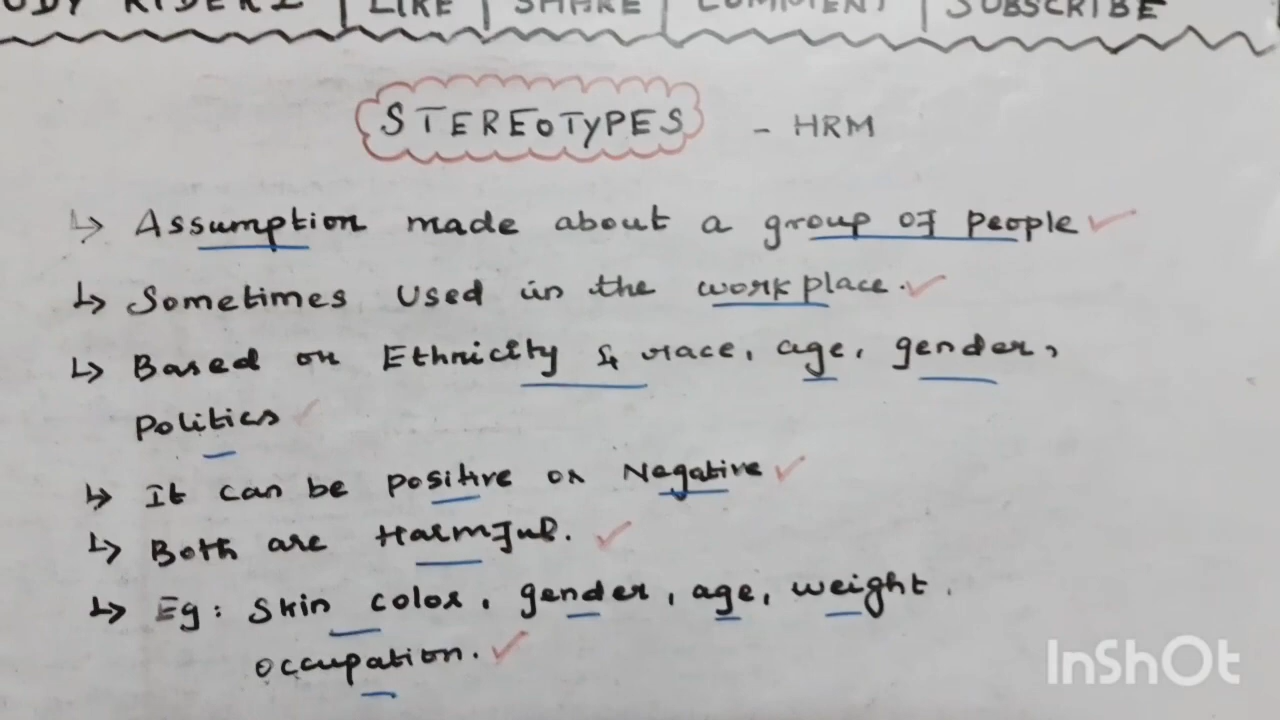 LIKE | SHARE | COMMENT | SUBSCRIBE
STEREOTYPES - HRM
↳ Assumption made about a group of people ✓
↳ Sometimes used in the workplace. ✓
↳ Based on Ethnicity & race, age, gender,
politics ✓
↳ It can be positive or Negative ✓
↳ Both are Harmful. ✓
↳ Eg: Skin color, gender, age, weight,
occupation. ✓
InShOt